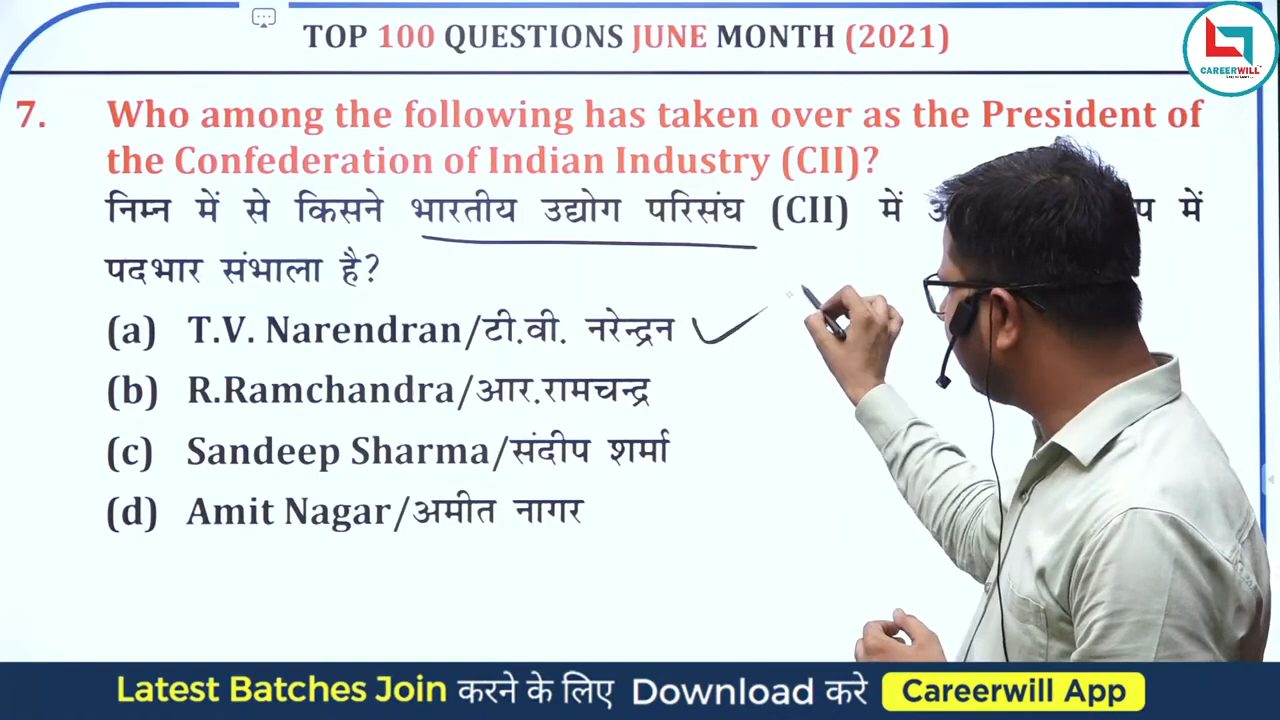 TOP 100 QUESTIONS JUNE MONTH (2021)
CAREERWILL
7. Who among the following has taken over as the President of
the Confederation of Indian Industry (CII)?
निम्न में से किसने भारतीय उद्योग परिसंघ (CII) में में
पदभार संभाला है?
(a) T.V. Narendran/टी.वी. नरेन्द्रन
(b) R.Ramchandra/आर.रामचन्द्र
(c) Sandeep Sharma/संदीप शर्मा
(d) Amit Nagar/अमीत नागर
Latest Batches Join करने के लिए Download करे Careerwill App